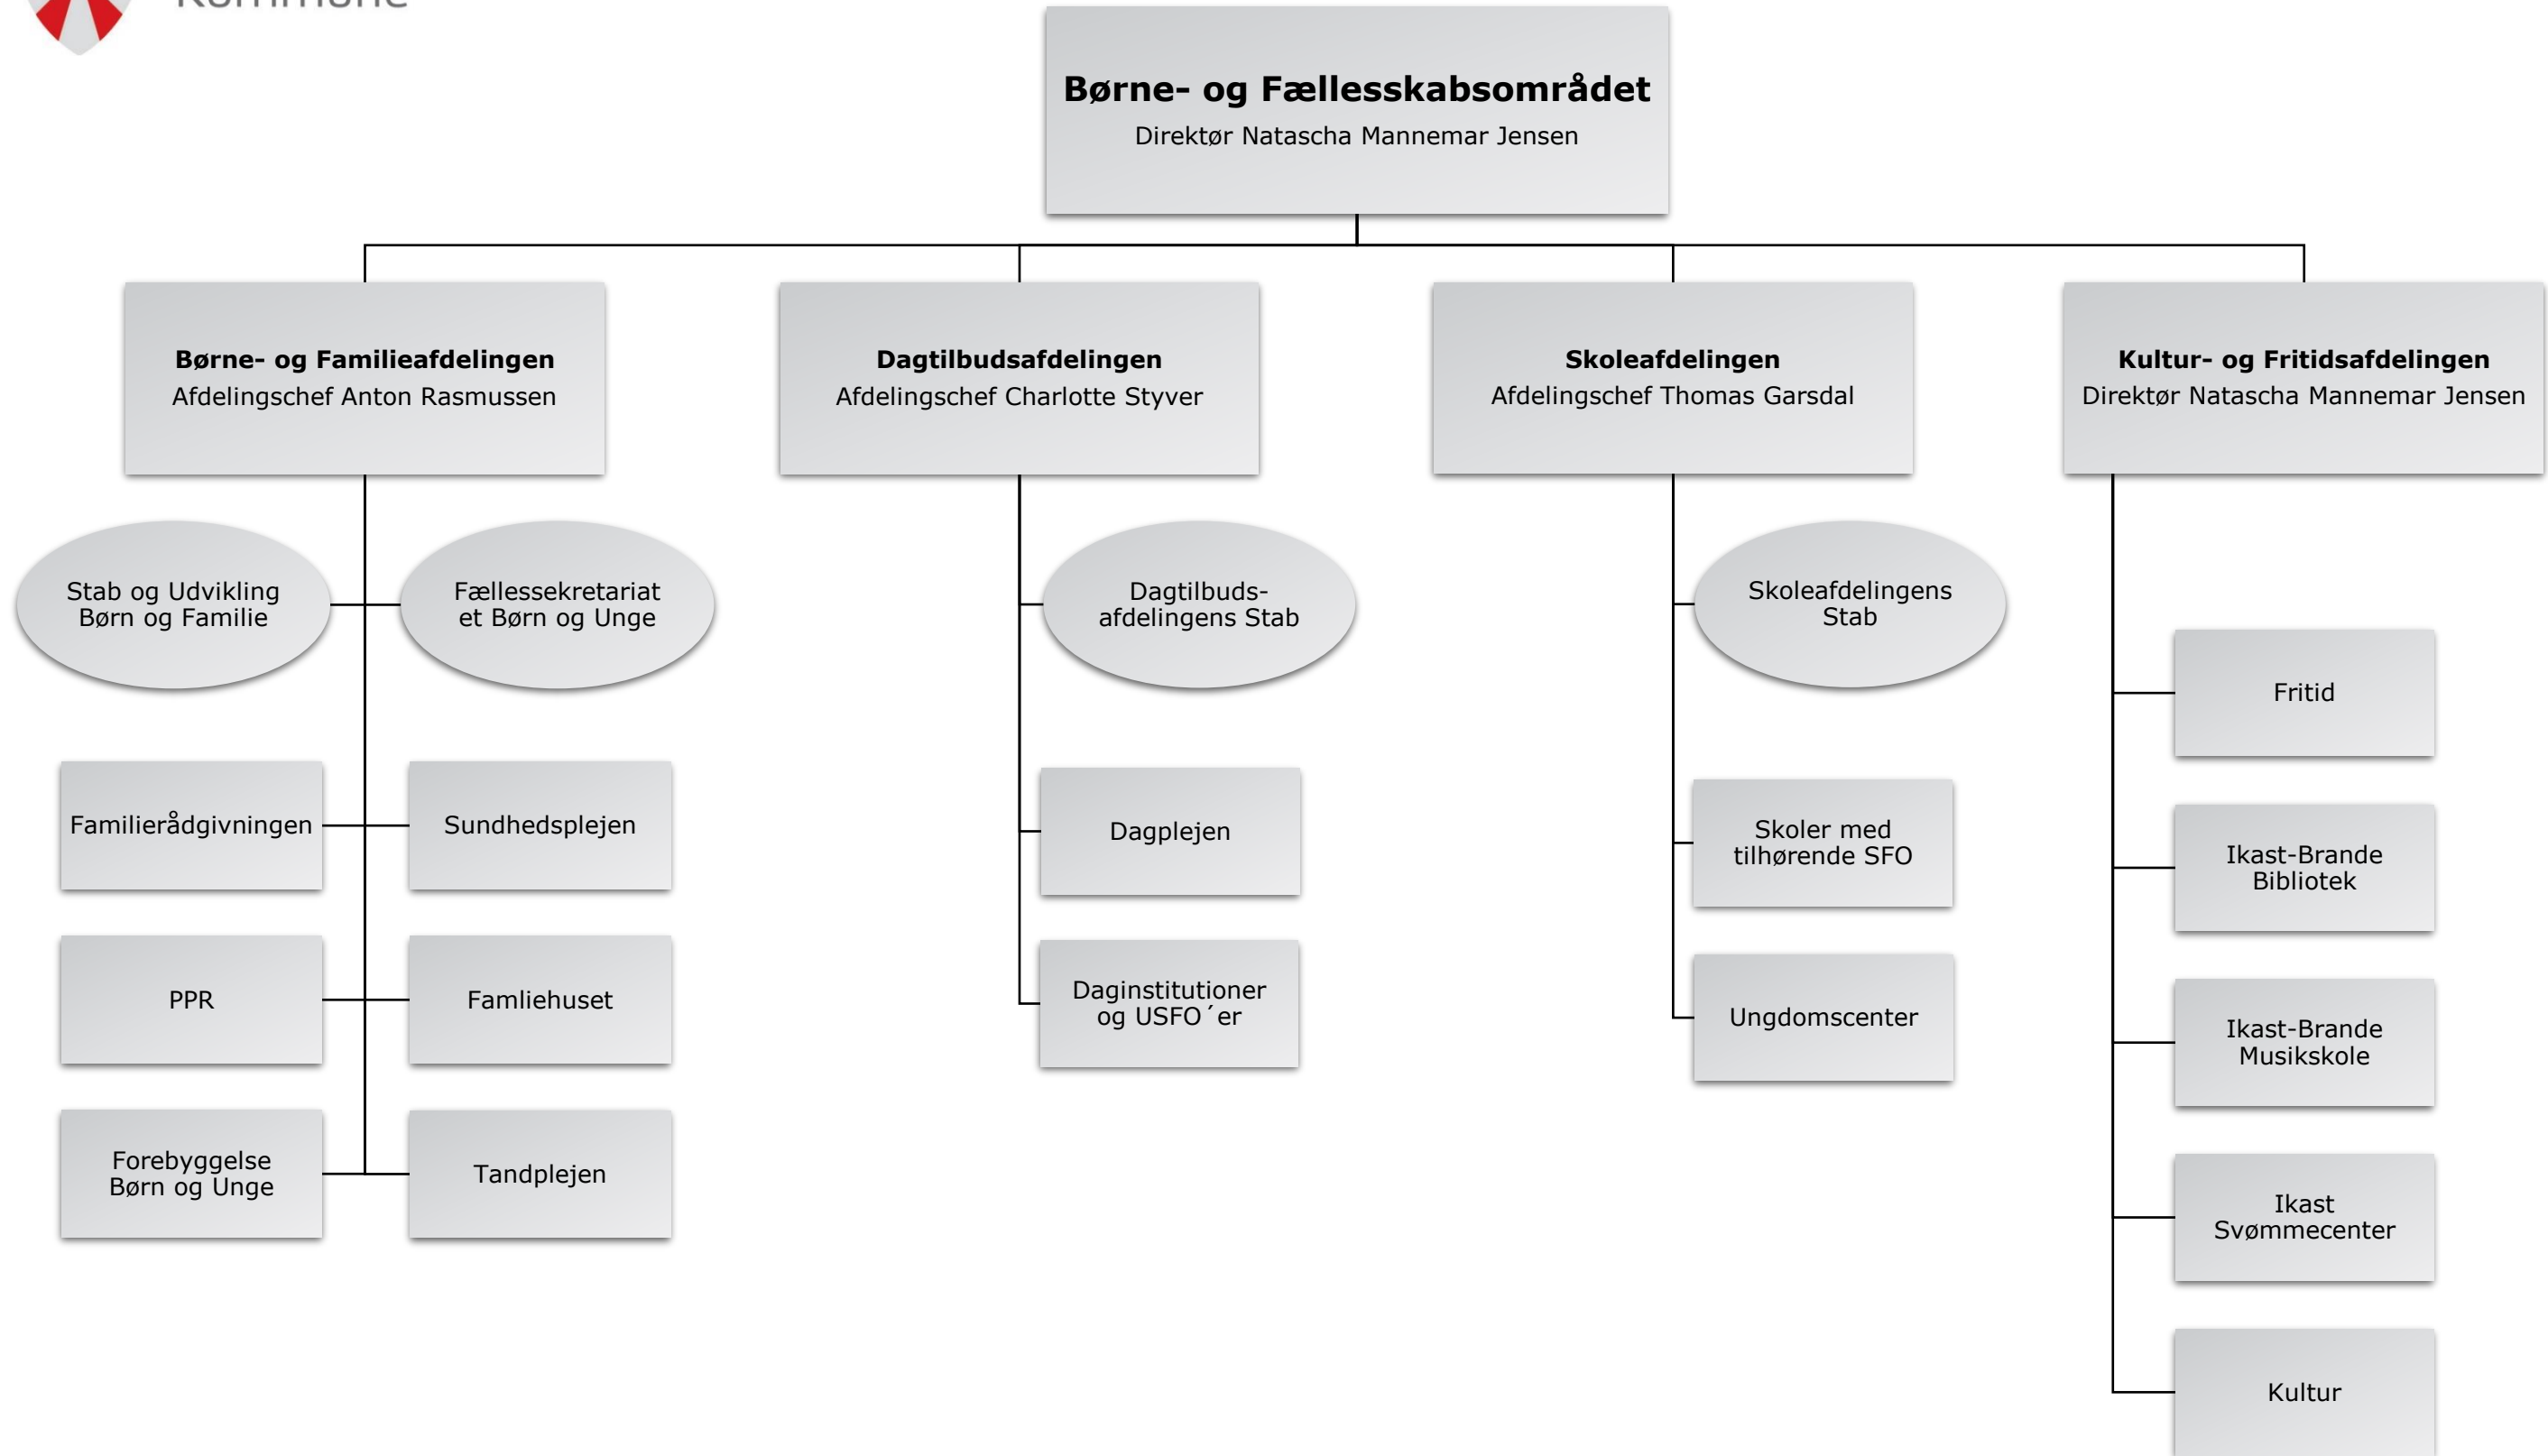 Kommune
Børne- og Fællesskabsområdet
Direktør Natascha Mannemar Jensen
Børne- og Familieafdelingen
Afdelingschef Anton Rasmussen
Dagtilbudsafdelingen
Afdelingschef Charlotte Styver
Skoleafdelingen
Afdelingschef Thomas Garsdal
Kultur- og Fritidsafdelingen
Direktør Natascha Mannemar Jensen
Stab og Udvikling
Børn og Familie
Fællessekretariat
et Børn og Unge
Familierådgivningen
Sundhedsplejen
PPR
Famliehuset
Forebyggelse
Børn og Unge
Tandplejen
Dagtilbuds-
afdelingens Stab
Dagplejen
Daginstitutioner
og USFO´er
Skoleafdelingens
Stab
Skoler med
tilhørende SFO
Ungdomscenter
Fritid
Ikast-Brande
Bibliotek
Ikast-Brande
Musikskole
Ikast
Svømmecenter
Kultur